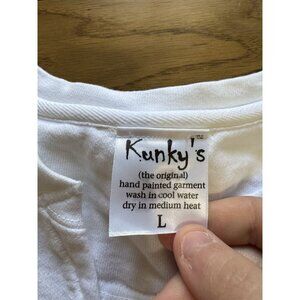 Kunky's
(the original)
hand painted garment
wash in cool water
dry in medium heat
L